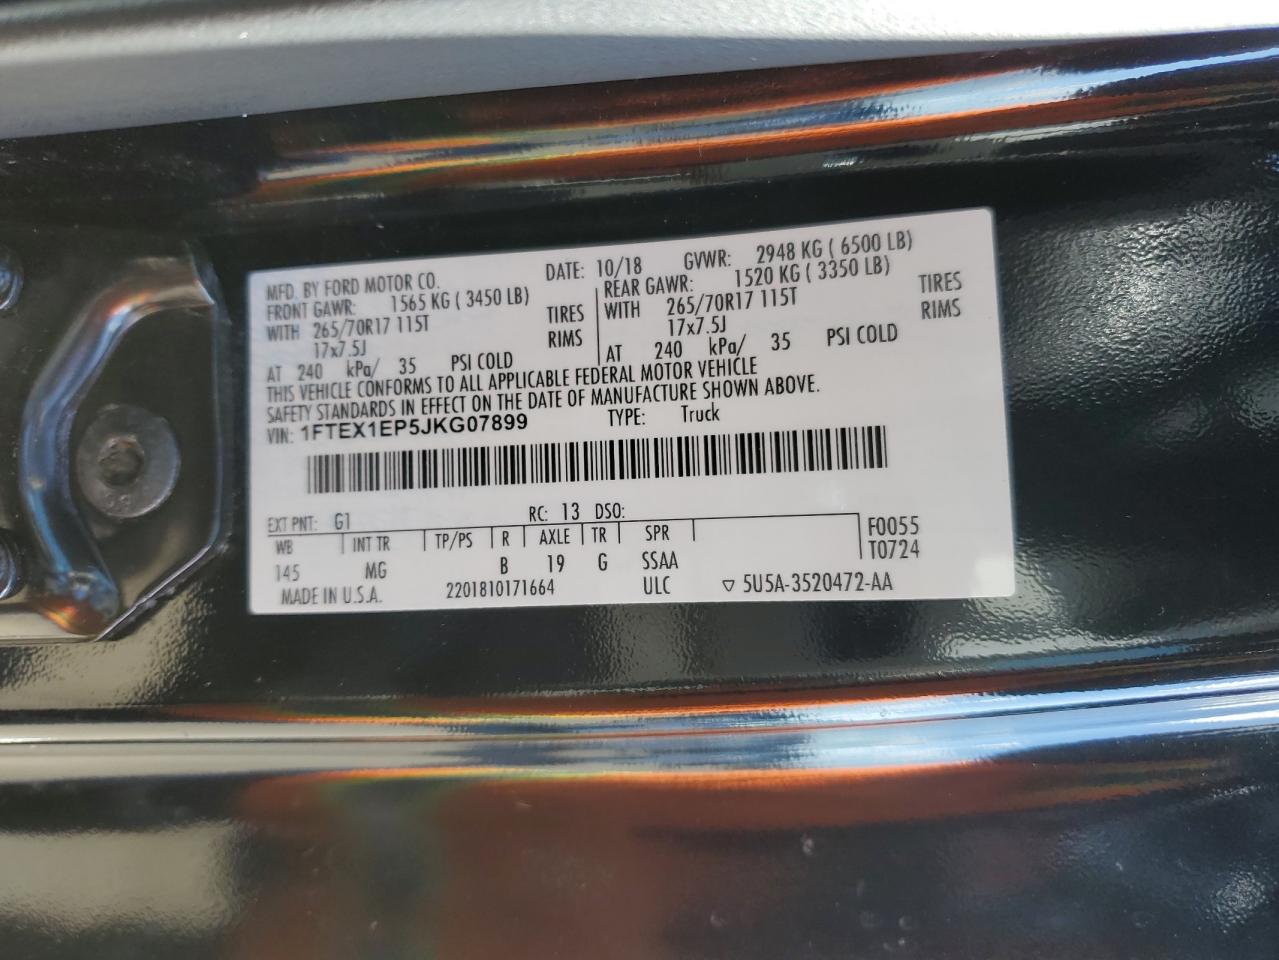 MFD. BY FORD MOTOR CO. DATE: 10/18 GVWR: 2948 KG ( 6500 LB)
FRONT GAWR: 1565 KG ( 3450 LB) REAR GAWR: 1520 KG ( 3350 LB)
WITH 265/70R17 115T TIRES WITH 265/70R17 115T TIRES
17x7.5J RIMS 17x7.5J RIMS
AT 240 kPa/ 35 PSI COLD AT 240 kPa/ 35 PSI COLD
THIS VEHICLE CONFORMS TO ALL APPLICABLE FEDERAL MOTOR VEHICLE
SAFETY STANDARDS IN EFFECT ON THE DATE OF MANUFACTURE SHOWN ABOVE.
VIN: 1FTEX1EP5JKG07899 TYPE: Truck
EXT PNT: G1 RC: 13 DSO:
WB INT TR TP/PS R AXLE TR SPR F0055
145 MG B 19 G SSAA T0724
MADE IN U.S.A. 2201810171664 ULC ▽ 5U5A-3520472-AA